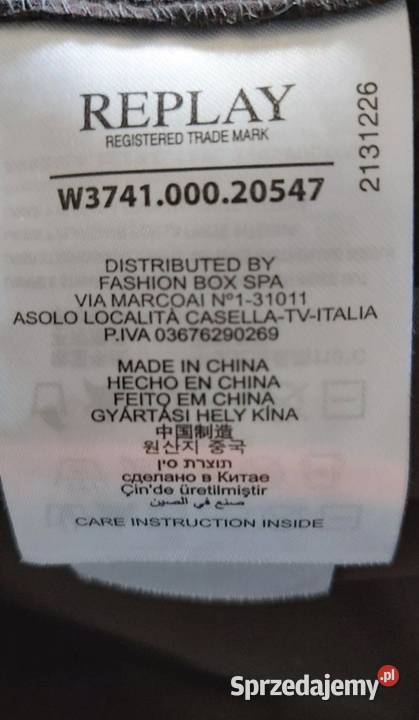 REPLAY
REGISTERED TRADE MARK
2131226
W3741.000.20547
DISTRIBUTED BY
FASHION BOX SPA
VIA MARCOAI Nº1-31011
ASOLO LOCALITÀ CASELLA-TV-ITALIA
P.IVA 03676290269
MADE IN CHINA
HECHO EN CHINA
FEITO EM CHINA
GYÁRTÁSI HELY KÍNA
中国制造
원산지 중국
תוצרת סין
сделано в Китае
Çin'de üretilmiştir
صنع في الصين
CARE INSTRUCTION INSIDE
Sprzedajemy.pl